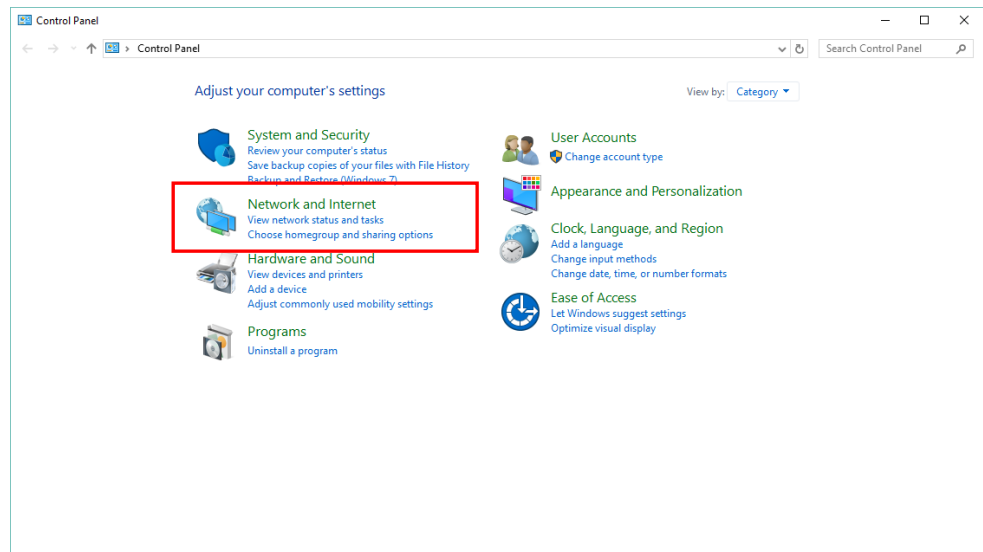 Control Panel
Control Panel
Search Control Panel
Adjust your computer's settings
View by: Category
System and Security
Review your computer's status
Save backup copies of your files with File History
Backup and Restore (Windows 7)
Network and Internet
View network status and tasks
Choose homegroup and sharing options
Hardware and Sound
View devices and printers
Add a device
Adjust commonly used mobility settings
Programs
Uninstall a program
User Accounts
Change account type
Appearance and Personalization
Clock, Language, and Region
Add a language
Change input methods
Change date, time, or number formats
Ease of Access
Let Windows suggest settings
Optimize visual display